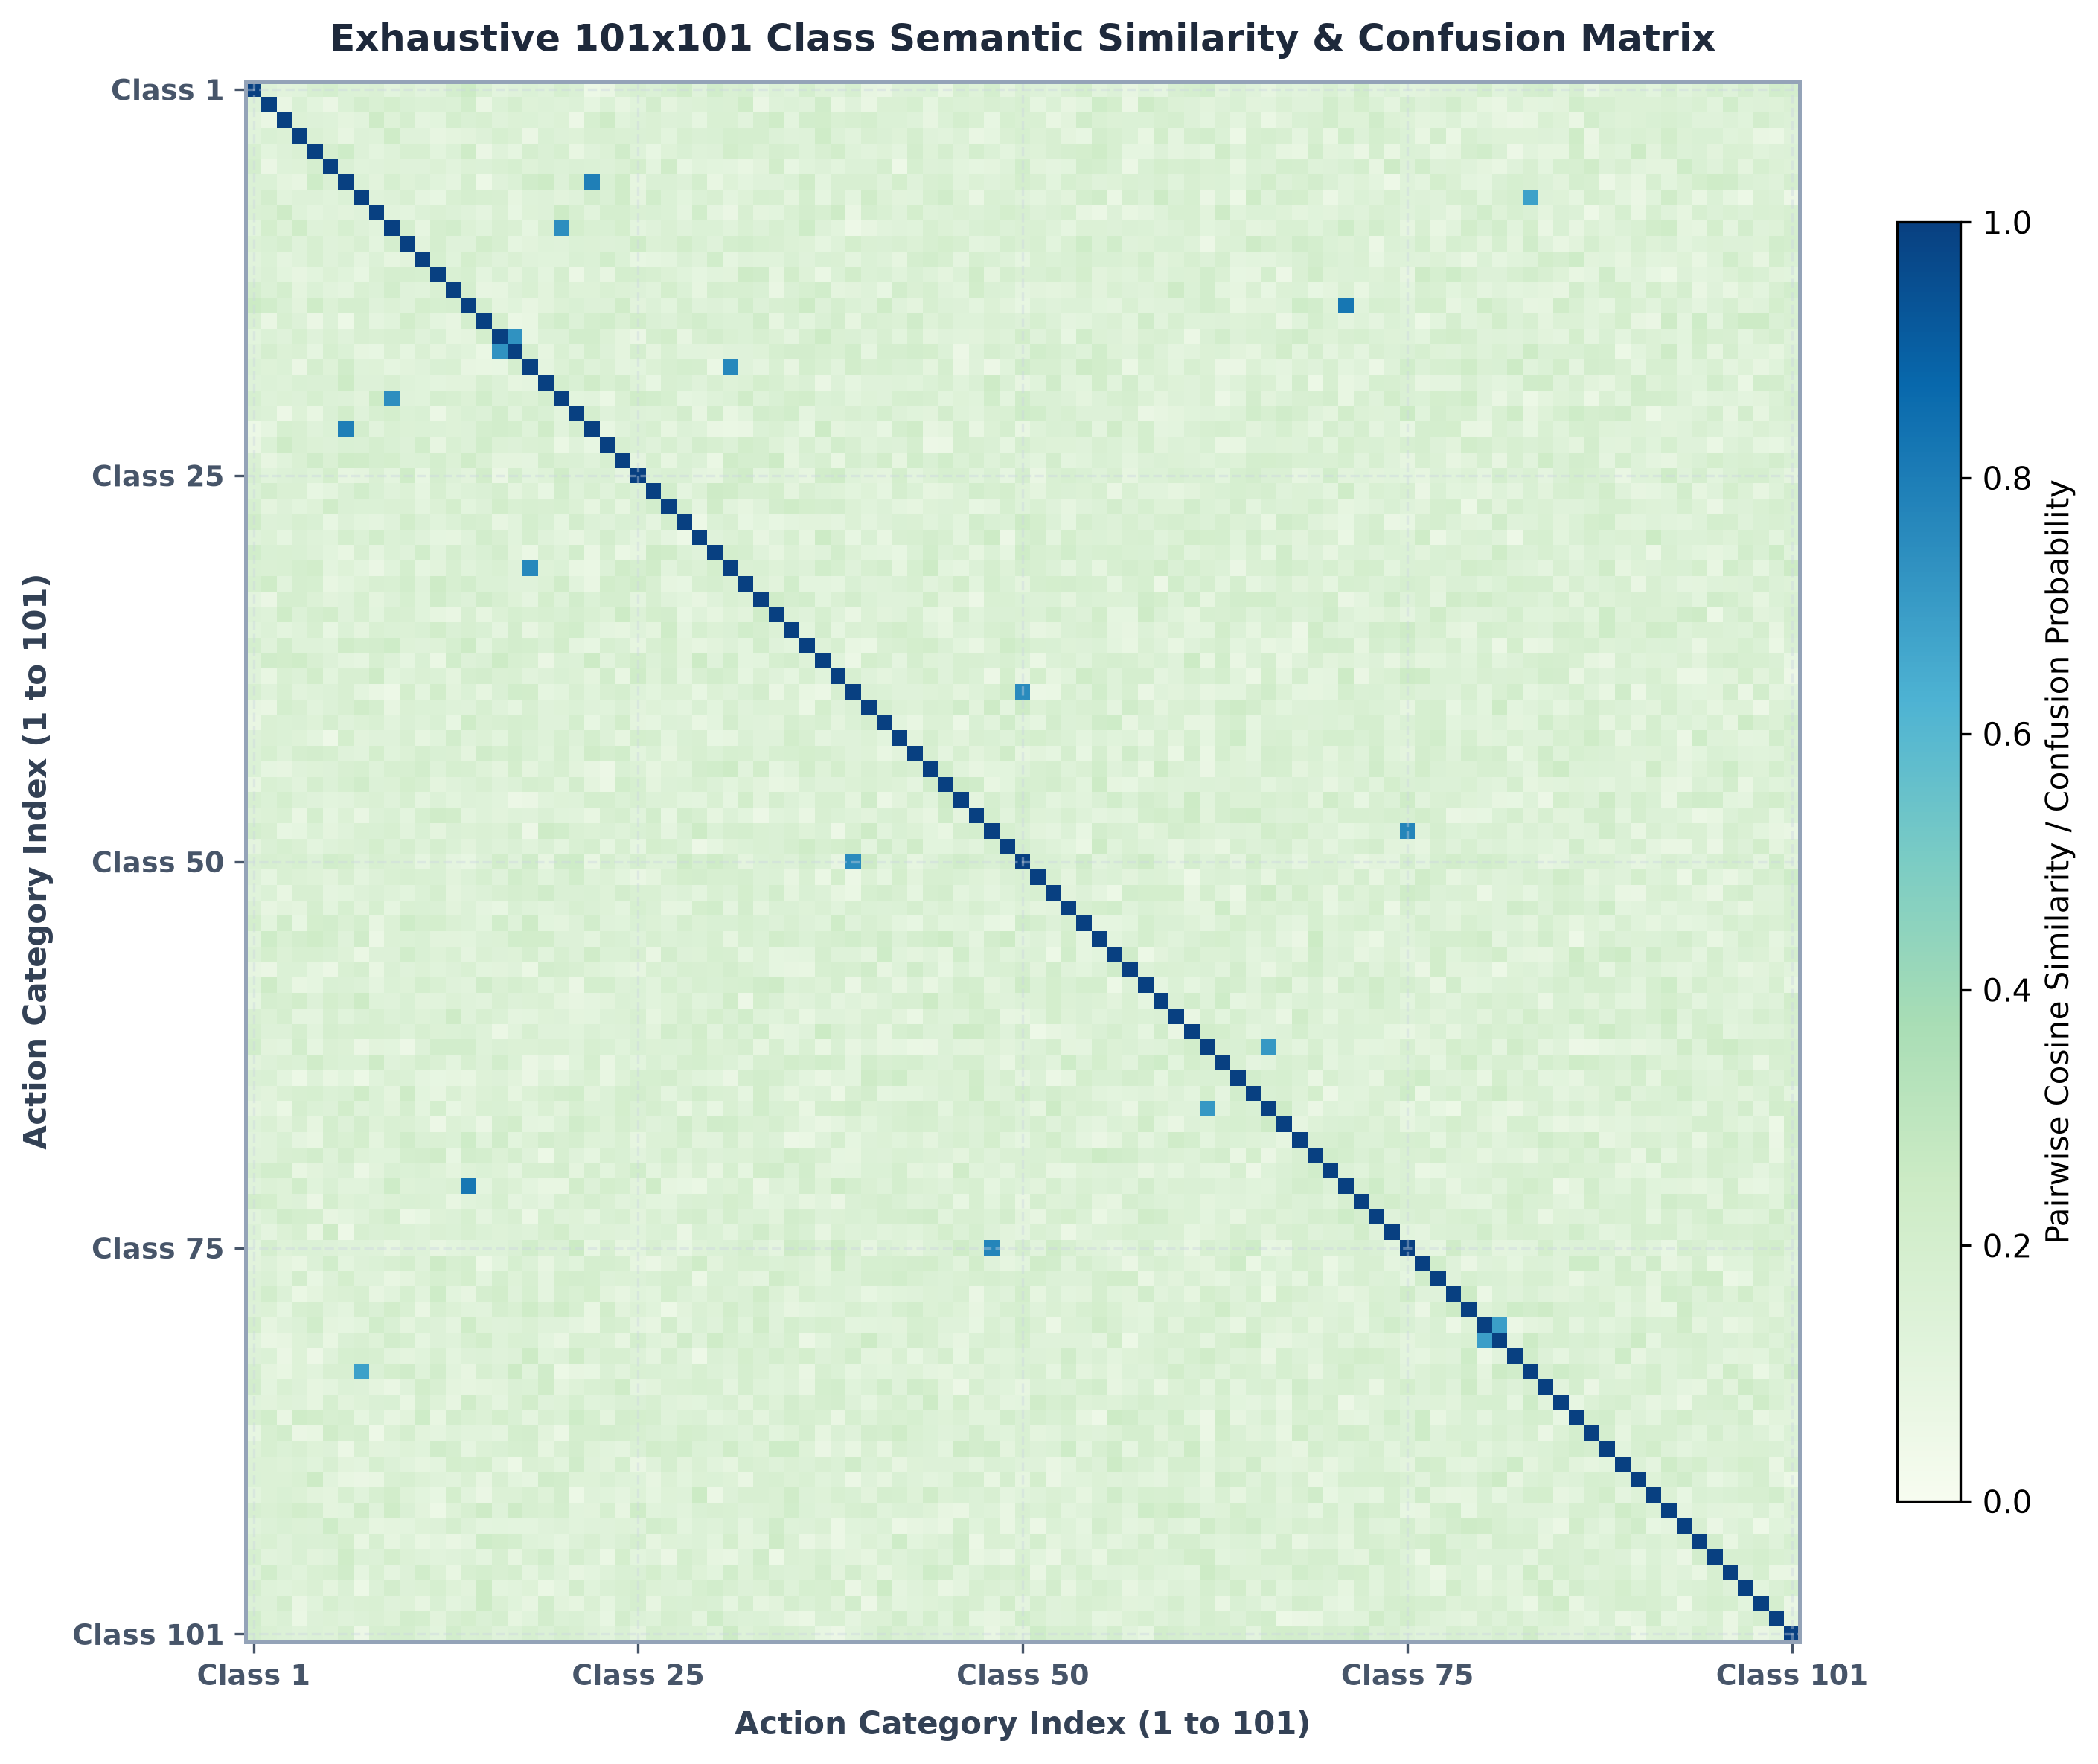 Exhaustive 101x101 Class Semantic Similarity & Confusion Matrix
Action Category Index (1 to 101)
Class 1
Class 25
Class 50
Class 75
Class 101
Class 1
Class 25
Class 50
Class 75
Class 101
Action Category Index (1 to 101)
1.0
0.8
0.6
0.4
0.2
0.0
Pairwise Cosine Similarity / Confusion Probability